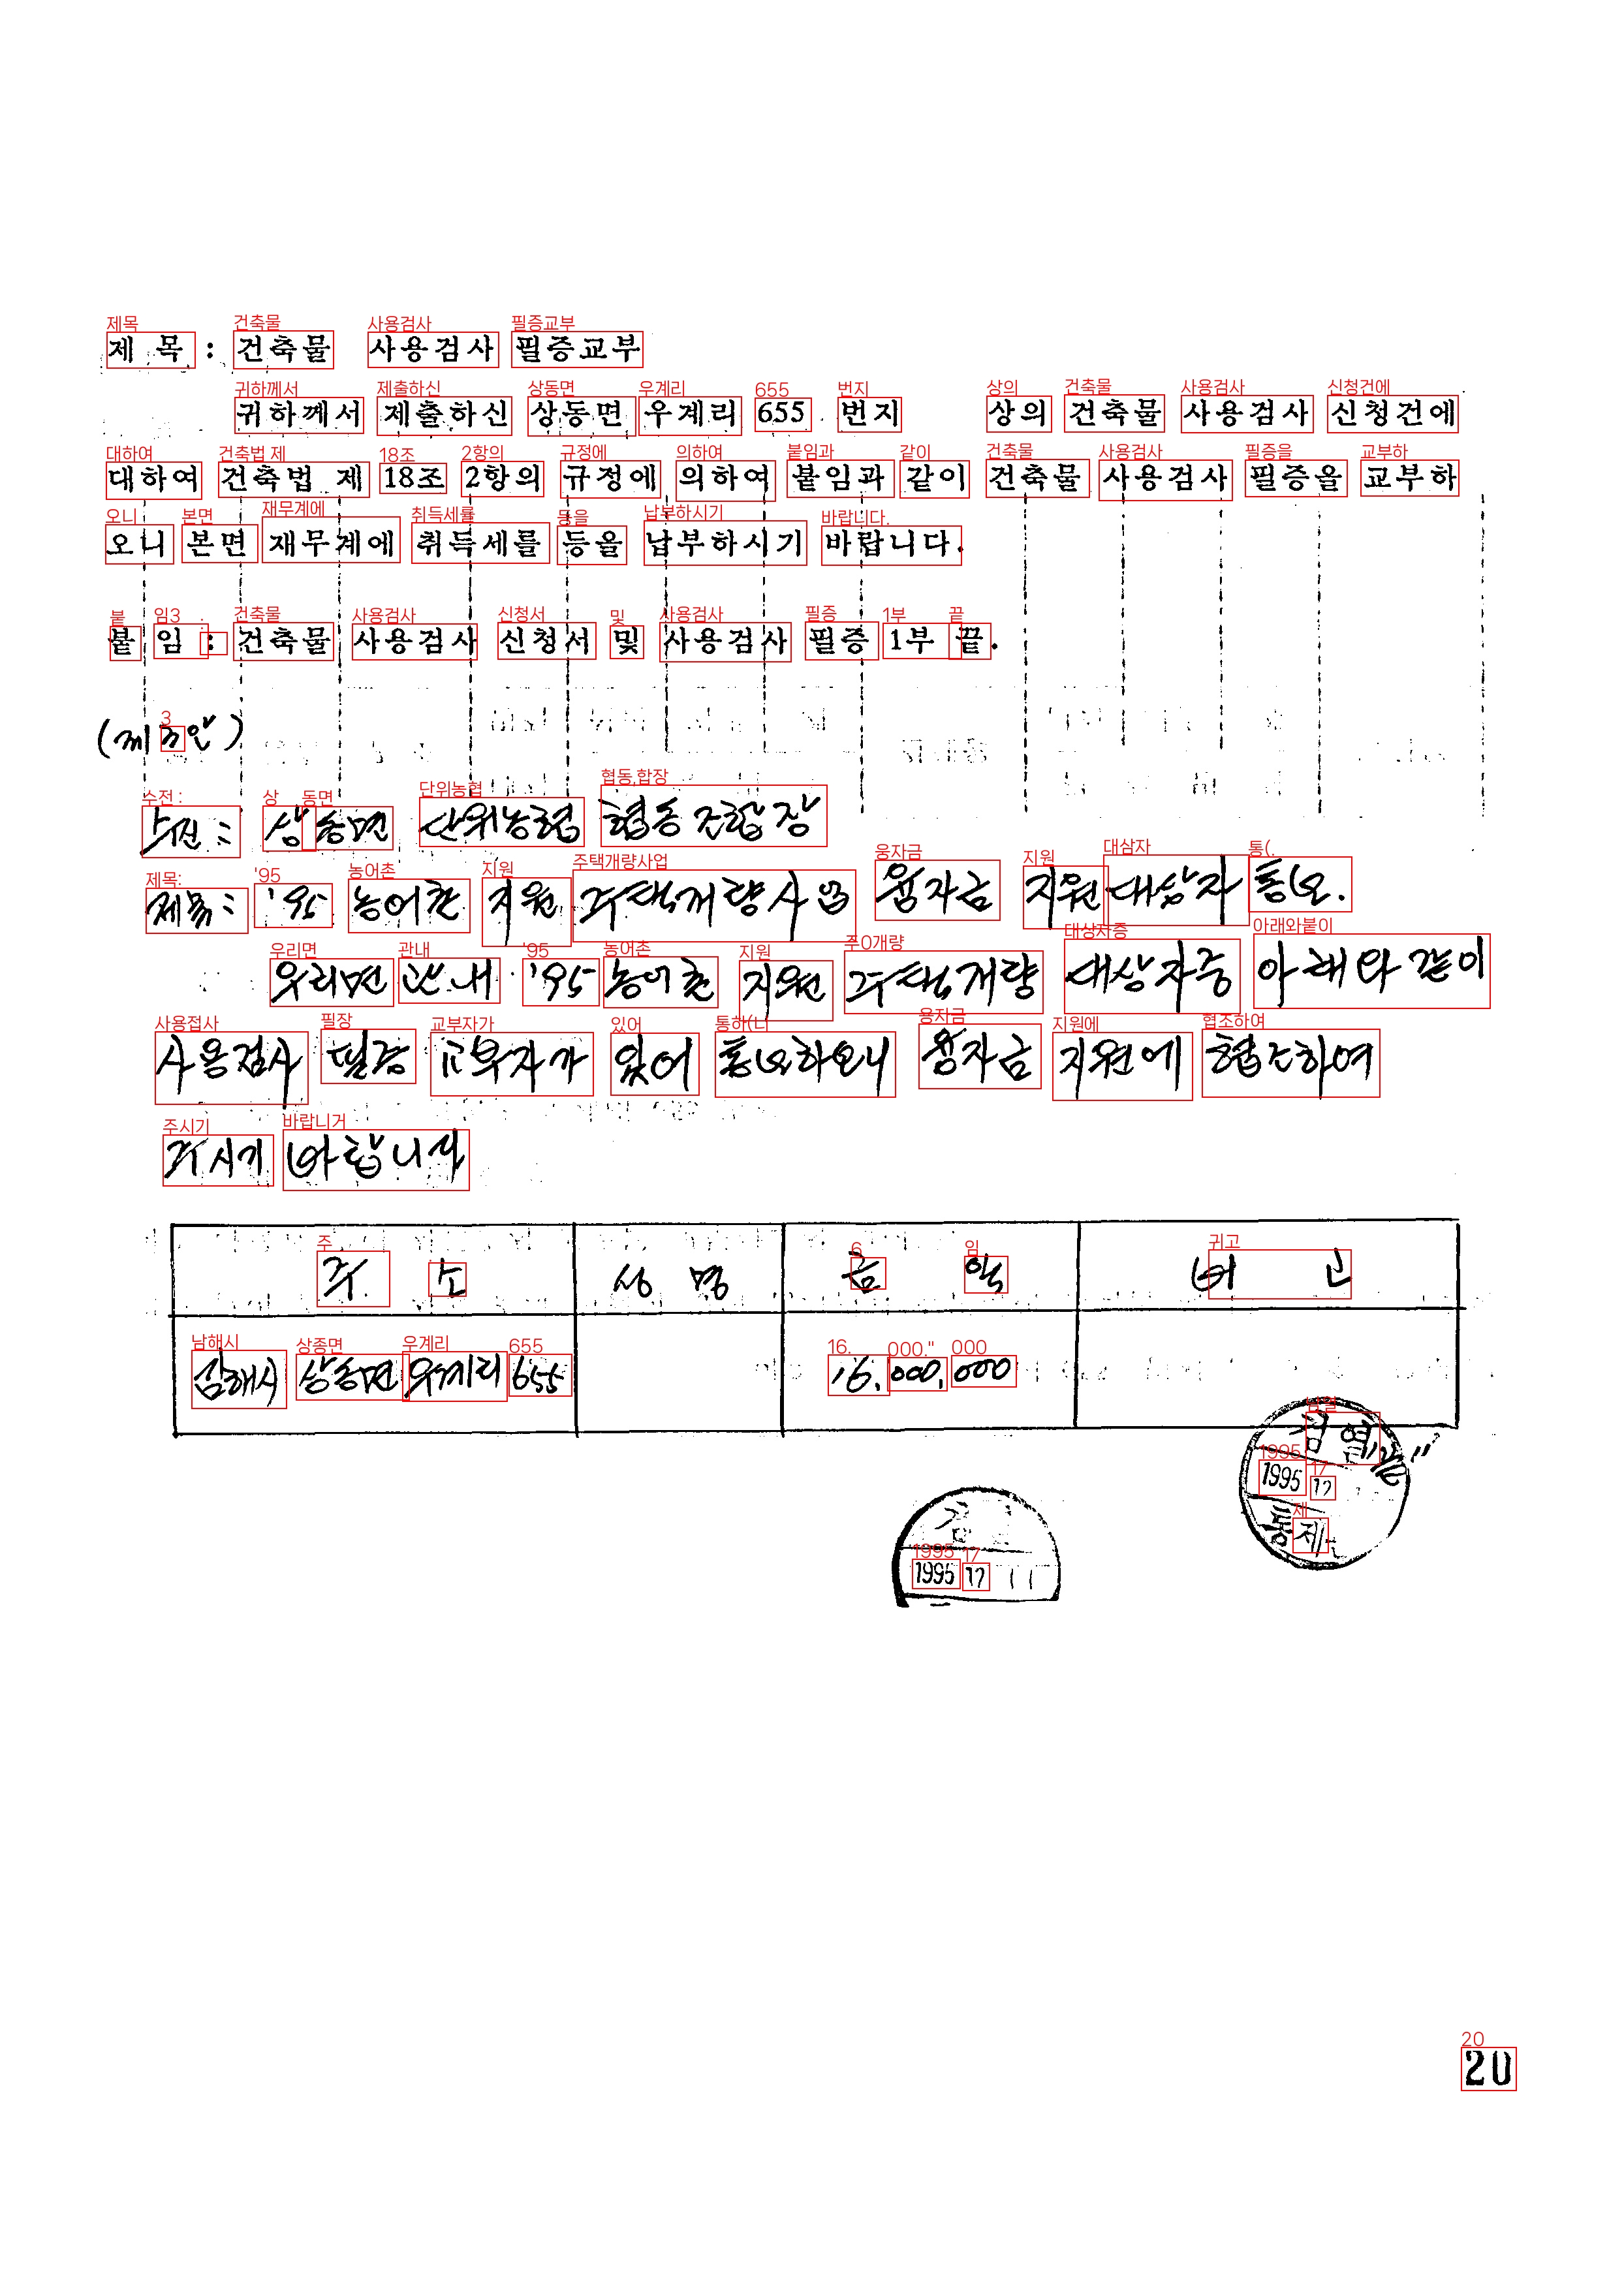 제 목 : 건축물 사용검사 필증교부
귀하께서 제출하신 상동면 우계리 655 번지 상의 건축물 사용검사 신청건에
대하여 건축법 제 18조 2항의 규정에 의하여 붙임과 같이 건축물 사용검사 필증을 교부하
오니 본면 재무계에 취득세를 등을 납부하시기 바랍니다.
붙 임 : 건축물 사용검사 신청서 및 사용검사 필증 1부 끝.
(제3안)
수신 : 상동면 단위농협 협동조합장
제목 : '95 농어촌 지원 주택개량사업 융자금 지원 대상자 통보.
우리면 관내 '95 농어촌 지원 주택개량 대상자중 아래와 같이
사용검사 필증 교부자가 있어 통보하오니 융자금 지원에 협조하여
주시기 바랍니다
주 소 성 명 금 액 비 고
김해시 상동면 우계리 655 16.000.000
검 열
1995 12
통제
1995 12
20